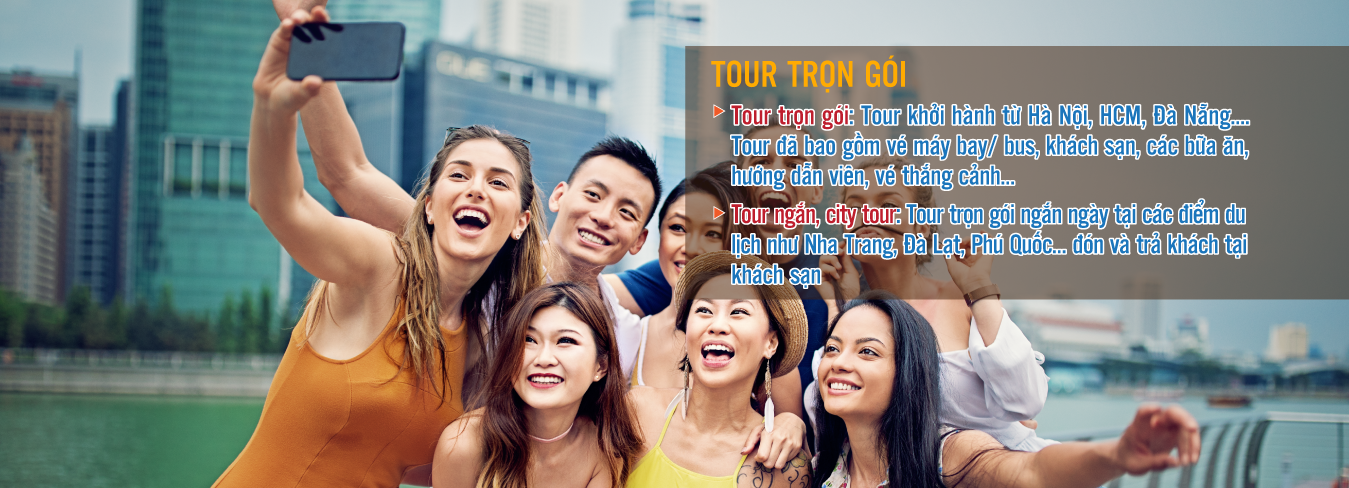 TOUR TRỌN GÓI
Tour trọn gói: Tour khởi hành từ Hà Nội, HCM, Đà Nẵng....
Tour đã bao gồm vé máy bay/ bus, khách sạn, các bữa ăn,
hướng dẫn viên, vé thắng cảnh...
Tour ngắn, city tour: Tour trọn gói ngắn ngày tại các điểm du
lịch như Nha Trang, Đà Lạt, Phú Quốc... đón và trả khách tại
khách sạn